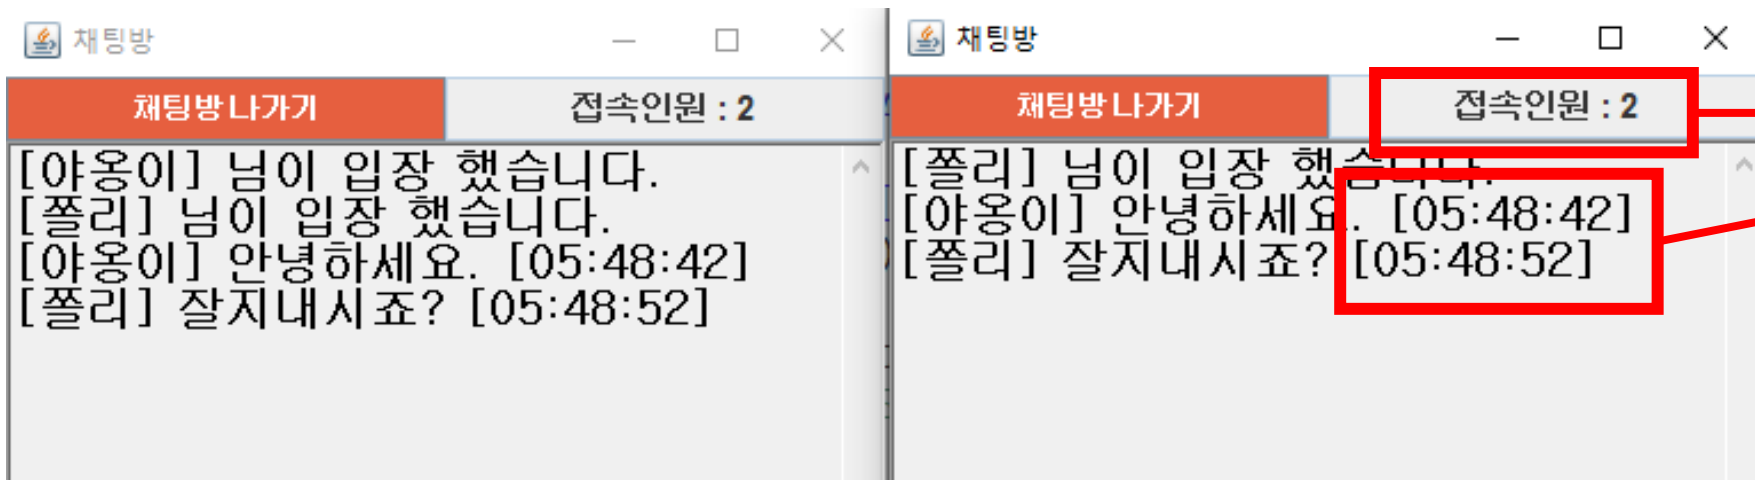 채팅방
채팅방나가기
접속인원 : 2
[야옹이] 님이 입장 했습니다.
[쫄리] 님이 입장 했습니다.
[야옹이] 안녕하세요. [05:48:42]
[쫄리] 잘지내시죠? [05:48:52]
채팅방
채팅방나가기
접속인원 : 2
[쫄리] 님이 입장 했습니다.
[야옹이] 안녕하세요. [05:48:42]
[쫄리] 잘지내시죠? [05:48:52]